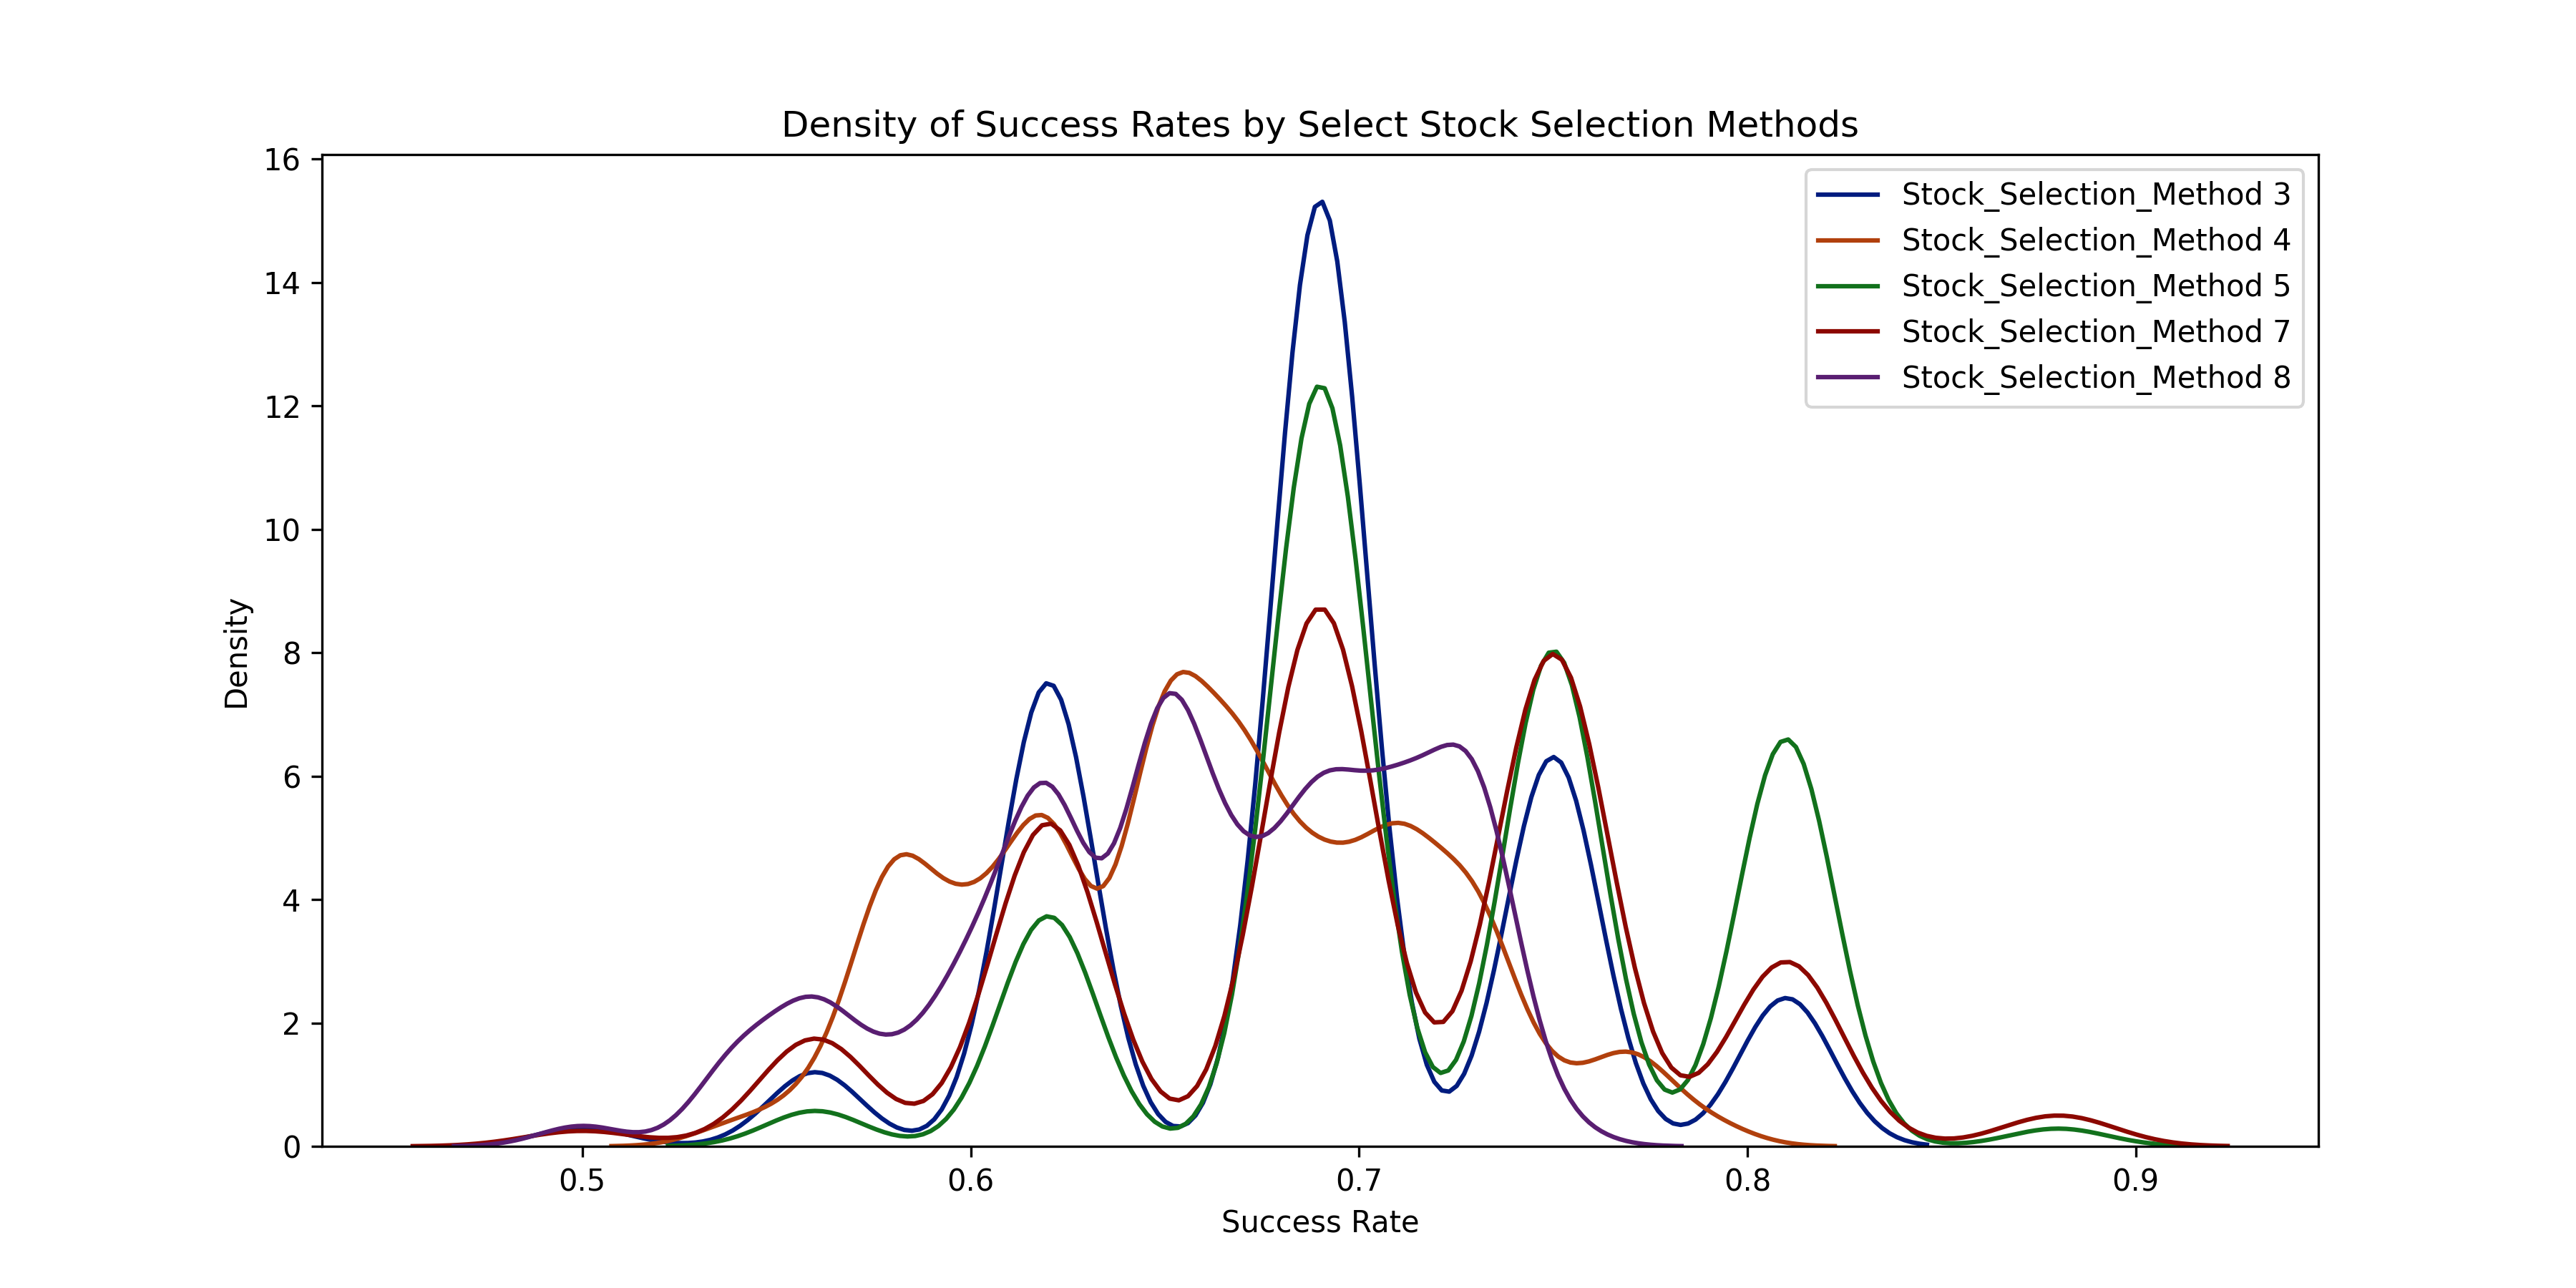 Density of Success Rates by Select Stock Selection Methods
16
14
12
10
8
6
4
2
0
Density
Stock_Selection_Method 3
Stock_Selection_Method 4
Stock_Selection_Method 5
Stock_Selection_Method 7
Stock_Selection_Method 8
0.5 0.6 0.7 0.8 0.9
Success Rate